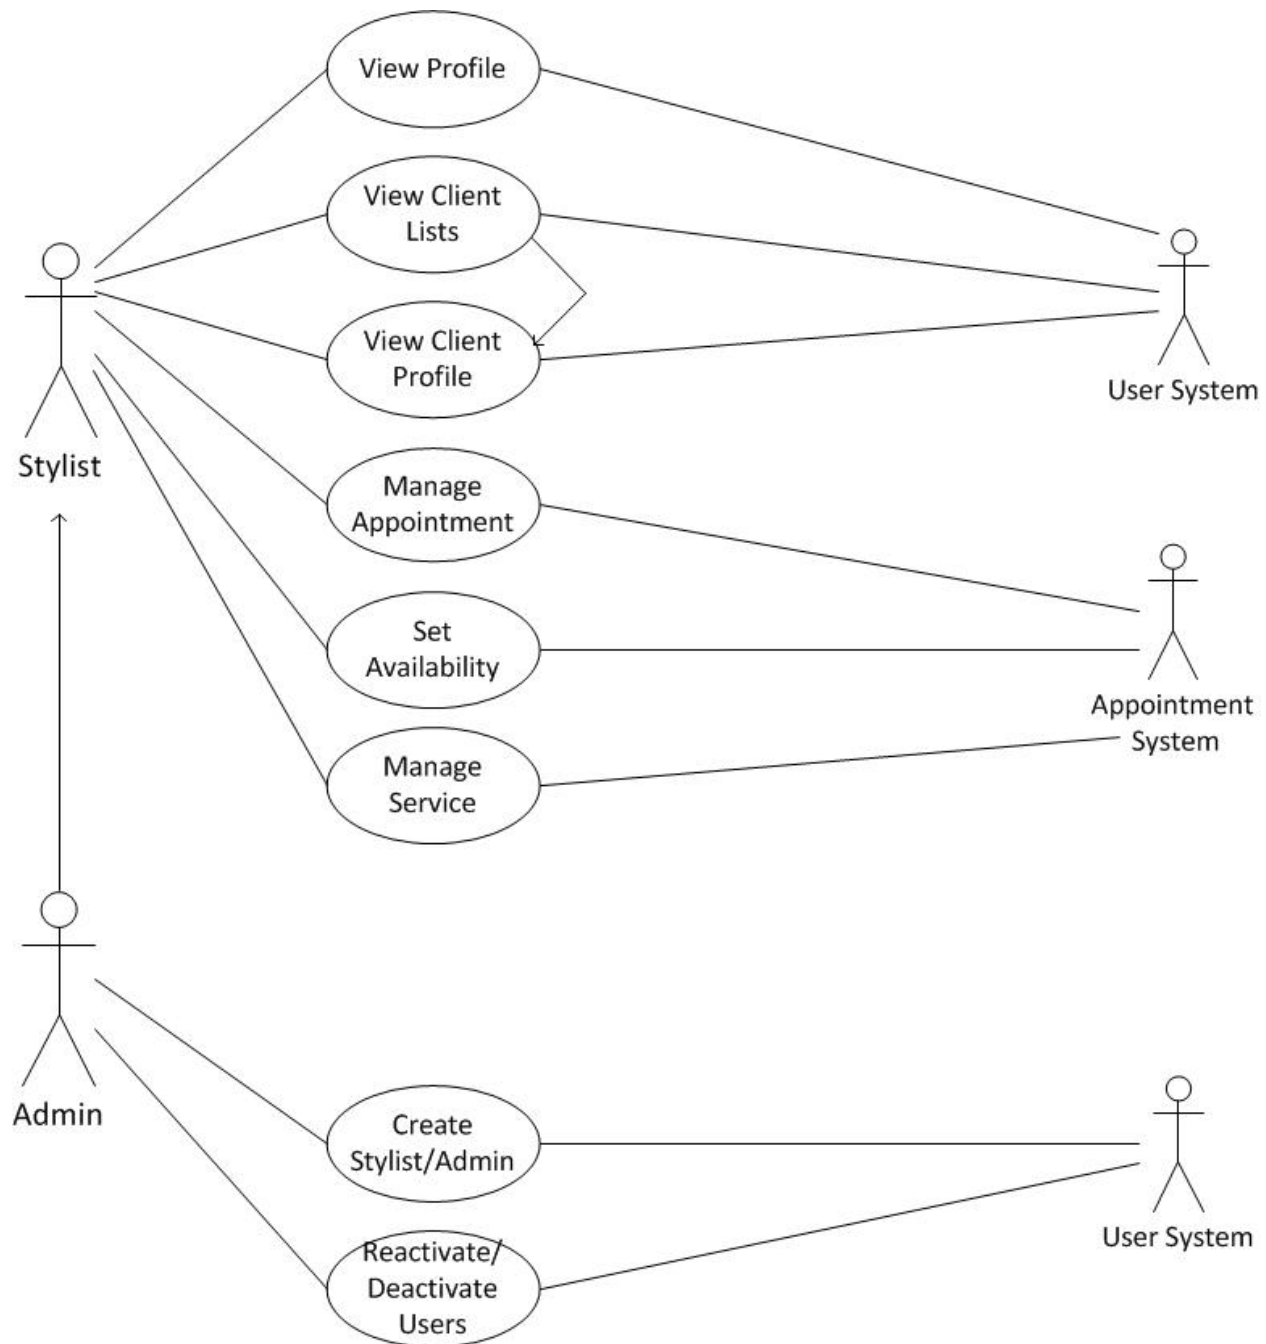 View Profile
View Client
Lists
View Client
Profile
User System
Stylist
Manage
Appointment
Set
Availability
Appointment
System
Manage
Service
Admin
Create
Stylist/Admin
User System
Reactivate/
Deactivate
Users